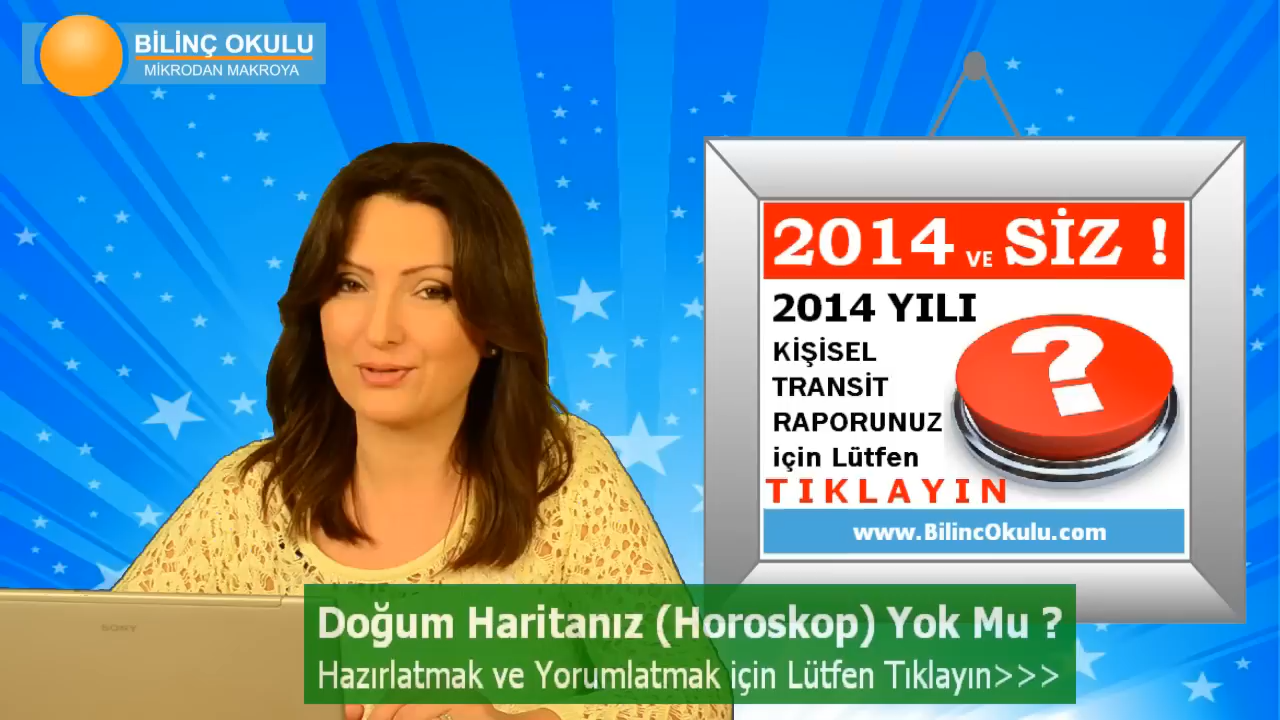 BİLİNÇ OKULU
MİKRODAN MAKROYA
2014 VE SİZ !
2014 YILI
KİŞİSEL
TRANSİT
RAPORUNUZ
için Lütfen
TIKLAYIN
www.BilincOkulu.com
SONY
Doğum Haritanız (Horoskop) Yok Mu ?
Hazırlatmak ve Yorumlatmak için Lütfen Tıklayın>>>